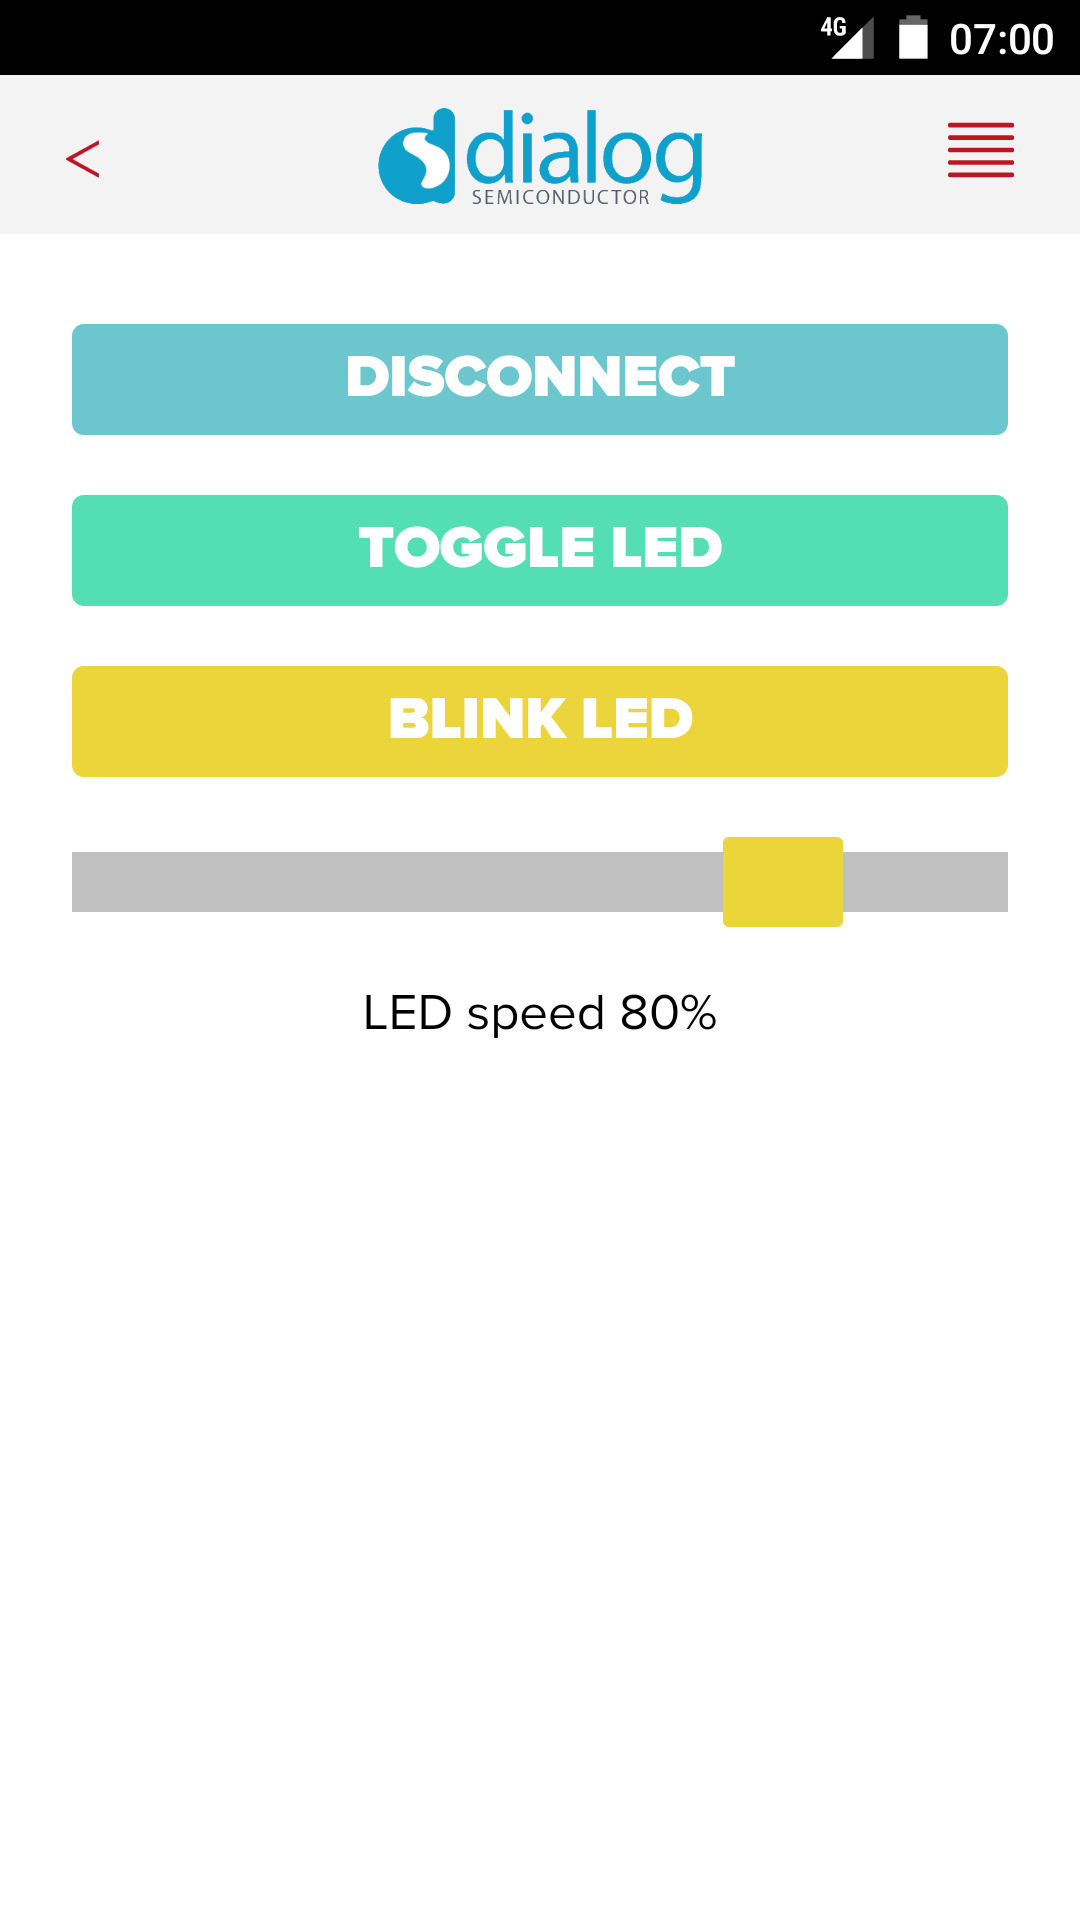 4G 07:00
<
dialog
SEMICONDUCTOR
DISCONNECT
TOGGLE LED
BLINK LED
LED speed 80%